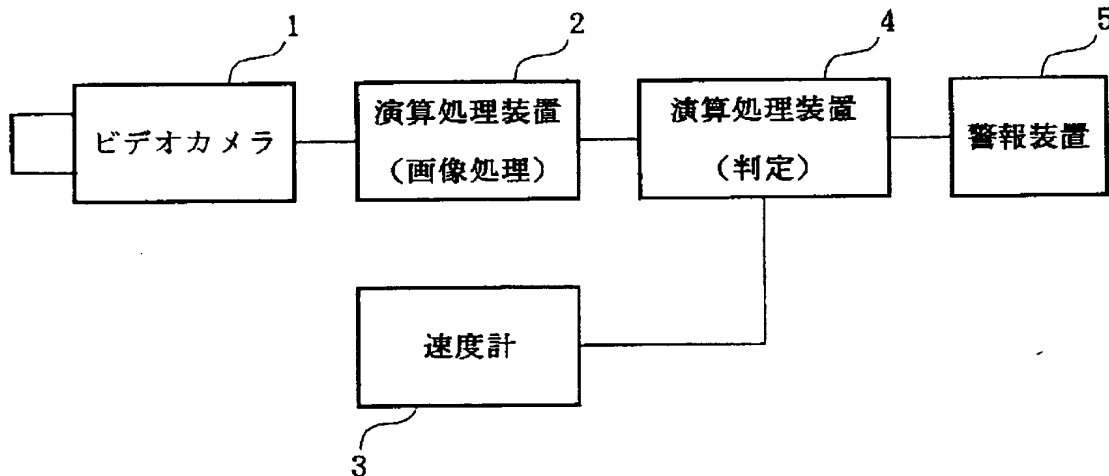 1
2
4
5
ビデオカメラ
演算処理装置
(画像処理)
演算処理装置
(判定)
警報装置
速度計
3